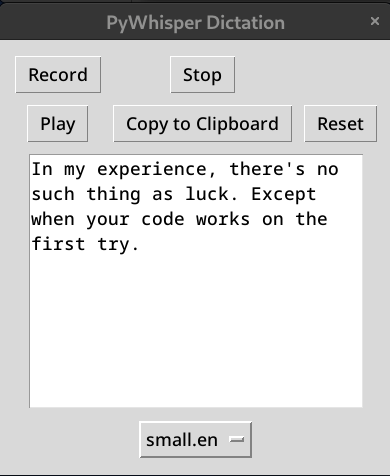 PyWhisper Dictation
×
Record Stop
Play Copy to Clipboard Reset
In my experience, there's no
such thing as luck. Except
when your code works on the
first try.
small.en